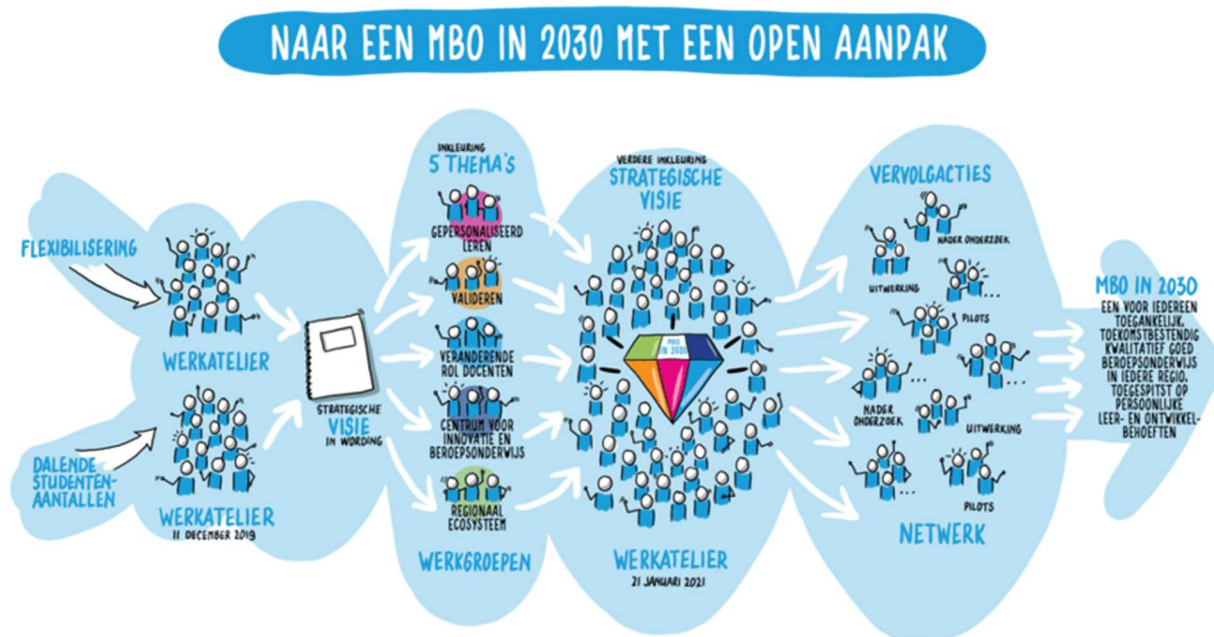 NAAR EEN MBO IN 2030 MET EEN OPEN AANPAK
FLEXIBILISERING
WERKATELIER
DALENDE
STUDENTEN-
AANTALLEN
WERKATELIER
11 DECEMBER 2019
STRATEGISCHE
VISIE
IN WORDING
INKLEURING
5 THEMA'S
GEPERSONALISEERD
LEREN
VALIDEREN
VERANDERENDE
ROL DOCENTEN
CENTRUM VOOR
INNOVATIE EN
BEROEPSONDERWIJS
REGIONAAL
ECOSYSTEEM
WERKGROEPEN
VERDERE INKLEURING
STRATEGISCHE
VISIE
MBO
IN 2030
WERKATELIER
21 JANUARI 2021
VERVOLGACTIES
NADER ONDERZOEK
UITWERKING
...
PILOTS
...
...
NADER
ONDERZOEK
UITWERKING
...
PILOTS
NETWERK
MBO IN 2030
EEN VOOR IEDEREEN
TOEGANKELIJK,
TOEKOMSTBESTENDIG
KWALITATIEF GOED
BEROEPSONDERWIJS
IN IEDERE REGIO,
TOEGESPITST OP
PERSOONLIJKE
LEER- EN ONTWIKKEL-
BEHOEFTEN